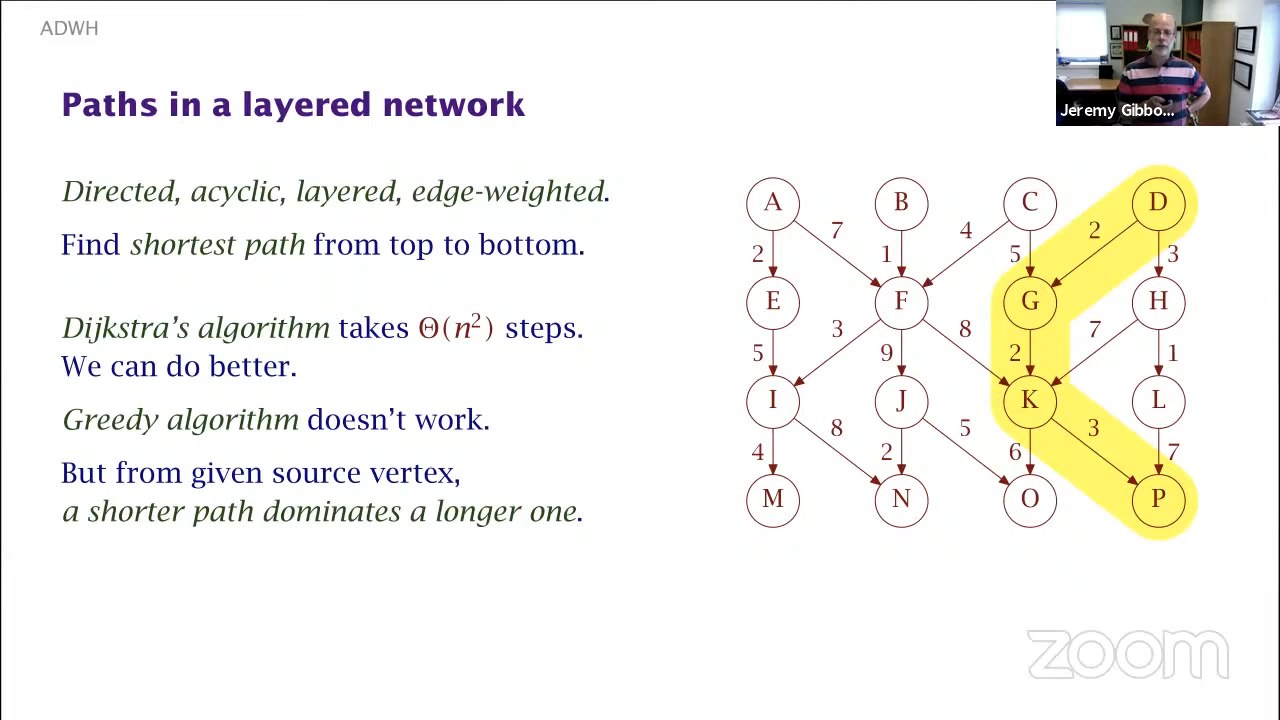 ADWH
Jeremy Gibbo...
Paths in a layered network
Directed, acyclic, layered, edge-weighted.
Find shortest path from top to bottom.
Dijkstra's algorithm takes Θ(n²) steps.
We can do better.
Greedy algorithm doesn't work.
But from given source vertex,
a shorter path dominates a longer one.
A B C D
7 4 2
2 1 5 3
E F G H
3 8 7
5 9 2 1
I J K L
8 5 3
4 2 6 7
M N O P
zoom